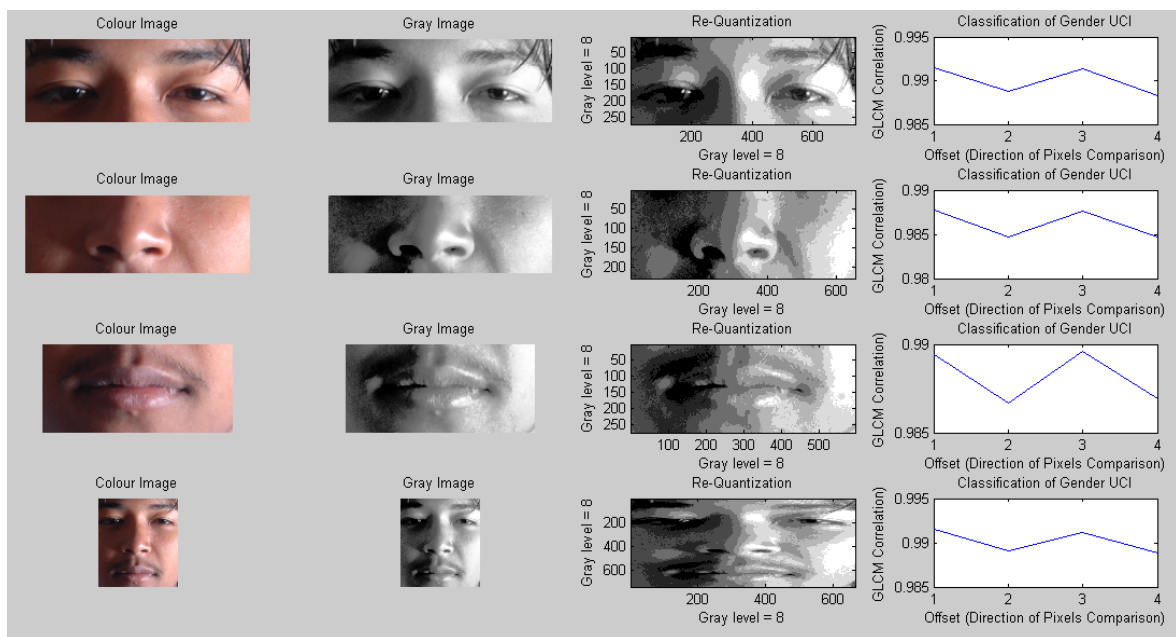 Colour Image
Gray Image
Re-Quantization
Classification of Gender UCI
Gray level = 8
50
100
150
200
250
200 400 600
Gray level = 8
GLCM Correlation)
0.995
0.99
0.985
1 2 3 4
Offset (Direction of Pixels Comparison)
Colour Image
Gray Image
Re-Quantization
Classification of Gender UCI
Gray level = 8
50
100
150
200
200 400 600
Gray level = 8
GLCM Correlation)
0.99
0.985
0.98
1 2 3 4
Offset (Direction of Pixels Comparison)
Colour Image
Gray Image
Re-Quantization
Classification of Gender UCI
Gray level = 8
50
100
150
200
250
100 200 300 400 500
Gray level = 8
GLCM Correlation)
0.99
0.985
1 2 3 4
Offset (Direction of Pixels Comparison)
Colour Image
Gray Image
Re-Quantization
Classification of Gender UCI
Gray level = 8
200
400
600
200 400 600
Gray level = 8
GLCM Correlation)
0.995
0.99
0.985
1 2 3 4
Offset (Direction of Pixels Comparison)